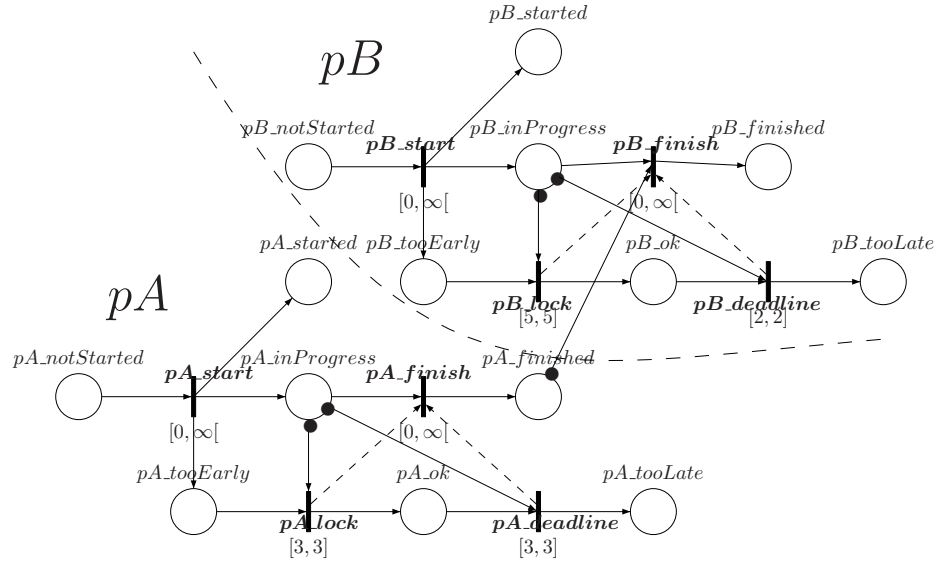 pB_started
pB
pB_notStarted
pB_start
pB_inProgress
pB_finish
pB_finished
[0, ∞[
[0, ∞[
pA_started
pB_tooEarly
pB_ok
pB_tooLate
pA
pB_lock
pB_deadline
[5, 5]
[2, 2]
pA_notStarted
pA_start
pA_inProgress
pA_finish
pA_finished
[0, ∞[
[0, ∞[
pA_tooEarly
pA_ok
pA_tooLate
pA_lock
pA_deadline
[3, 3]
[3, 3]